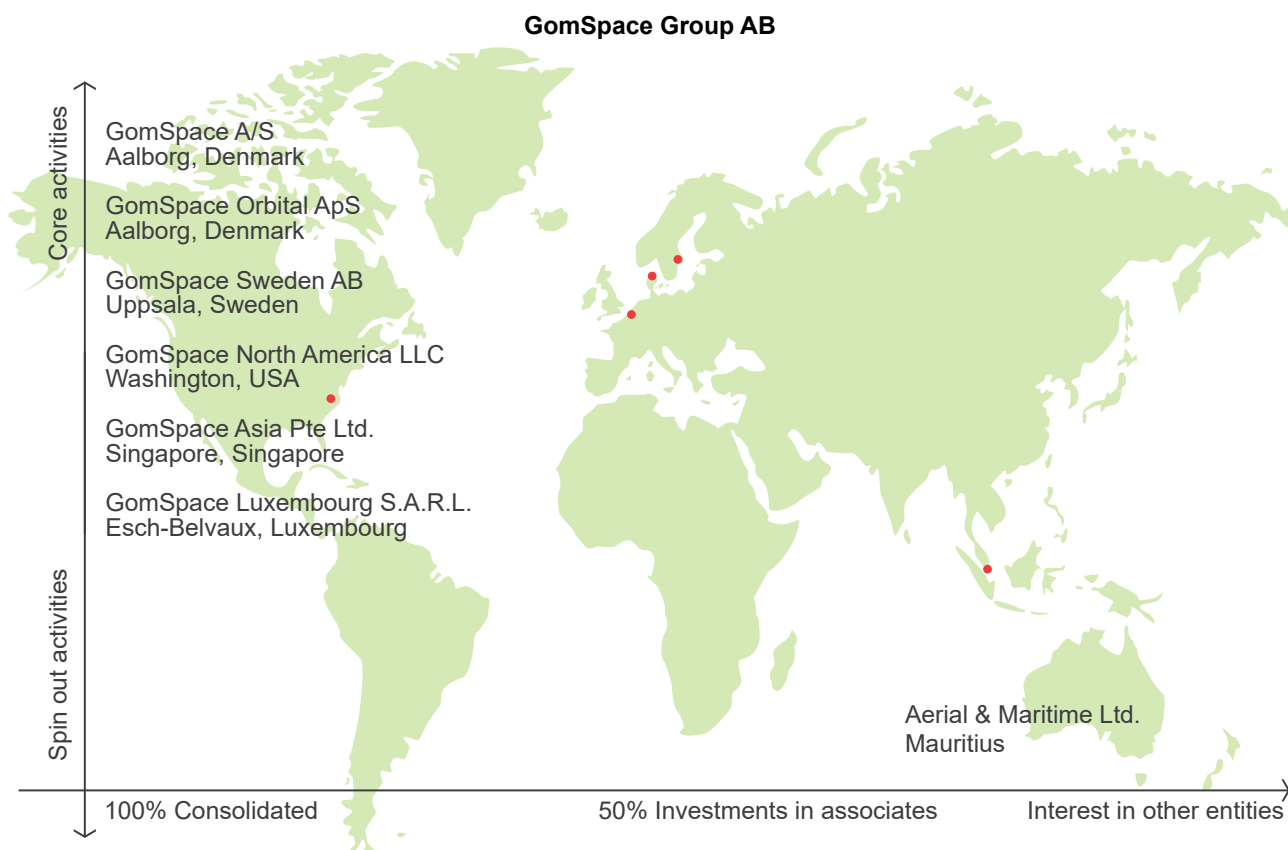 GomSpace Group AB
Core activities
GomSpace A/S
Aalborg, Denmark
GomSpace Orbital ApS
Aalborg, Denmark
GomSpace Sweden AB
Uppsala, Sweden
GomSpace North America LLC
Washington, USA
GomSpace Asia Pte Ltd.
Singapore, Singapore
GomSpace Luxembourg S.A.R.L.
Esch-Belvaux, Luxembourg
Spin out activities
Aerial & Maritime Ltd.
Mauritius
100% Consolidated
50% Investments in associates
Interest in other entities